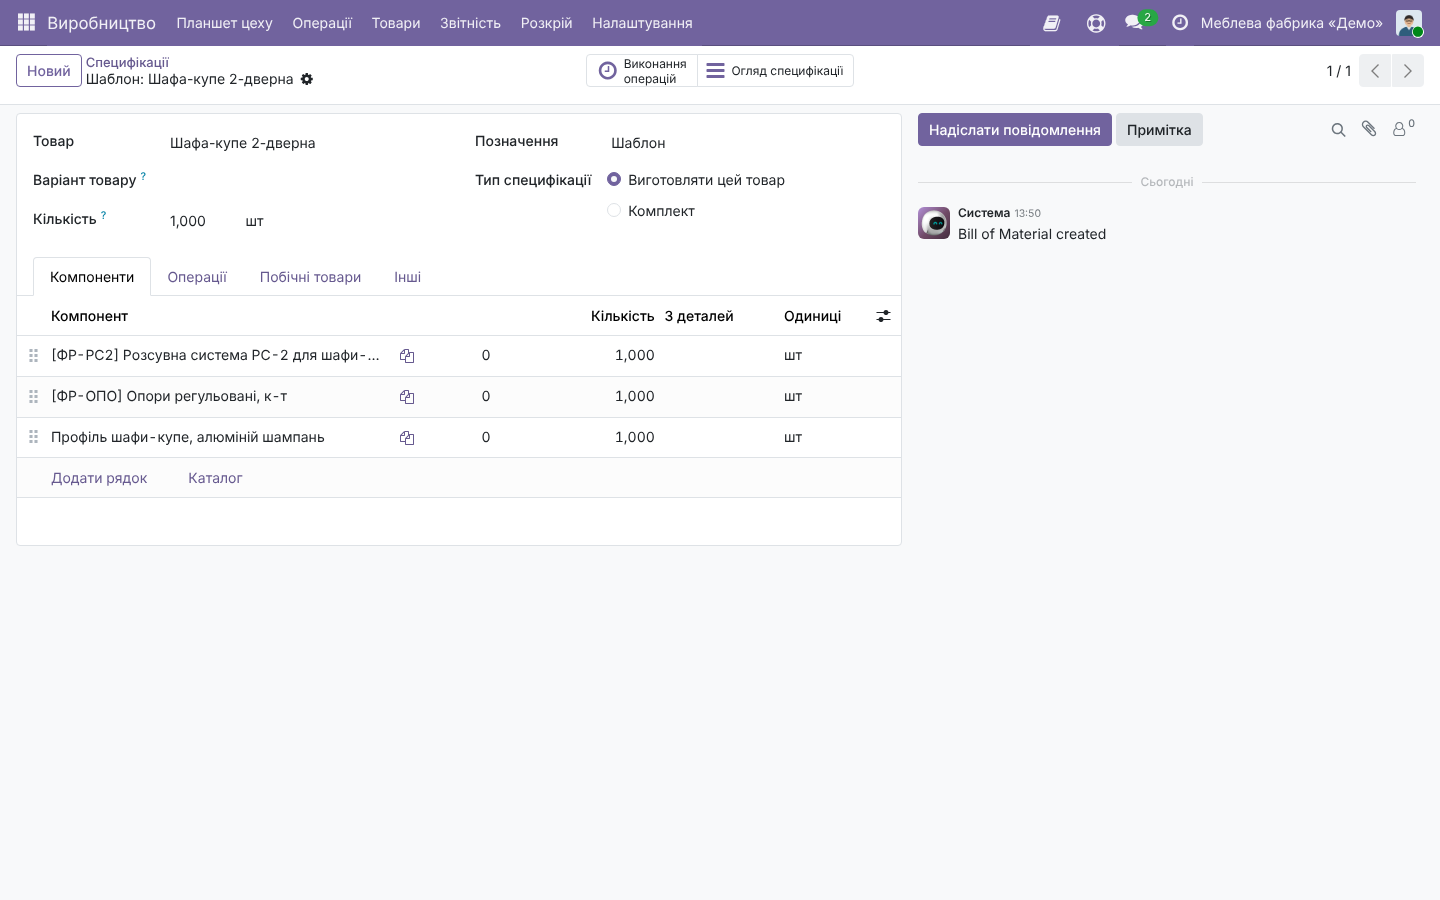 Виробництво Планшет цеху Операції Товари Звітність Розкрій Налаштування 2 Меблева фабрика «Демо»
Новий Специфікації
Шаблон: Шафа-купе 2-дверна
Виконання операцій Огляд специфікації 1 / 1
Товар Шафа-купе 2-дверна Позначення Шаблон
Варіант товару ? Тип специфікації Виготовляти цей товар
Комплект
Кількість ? 1,000 шт
Компоненти Операції Побічні товари Інші
Компонент Кількість З деталей Одиниці
[ФР-РС2] Розсувна система РС-2 для шафи-... 0 1,000 шт
[ФР-ОПО] Опори регульовані, к-т 0 1,000 шт
Профіль шафи-купе, алюміній шампань 0 1,000 шт
Додати рядок Каталог
Надіслати повідомлення Примітка 0
Сьогодні
Система 13:50
Bill of Material created